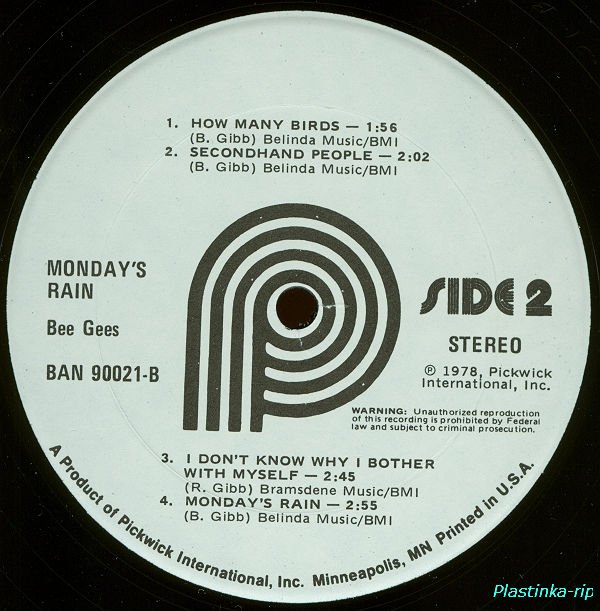 1. HOW MANY BIRDS — 1:56
(B. Gibb) Belinda Music/BMI
2. SECONDHAND PEOPLE — 2:02
(B. Gibb) Belinda Music/BMI
MONDAY'S
RAIN
Bee Gees
BAN 90021-B
SIDE 2
STEREO
℗ 1978, Pickwick
International, Inc.
WARNING: Unauthorized reproduction
of this recording is prohibited by Federal
law and subject to criminal prosecution.
3. I DON'T KNOW WHY I BOTHER
WITH MYSELF — 2:45
(R. Gibb) Bramsdene Music/BMI
4. MONDAY'S RAIN — 2:55
(B. Gibb) Belinda Music/BMI
A Product of Pickwick International, Inc. Minneapolis, MN Printed in U.S.A.
Plastinka-rip